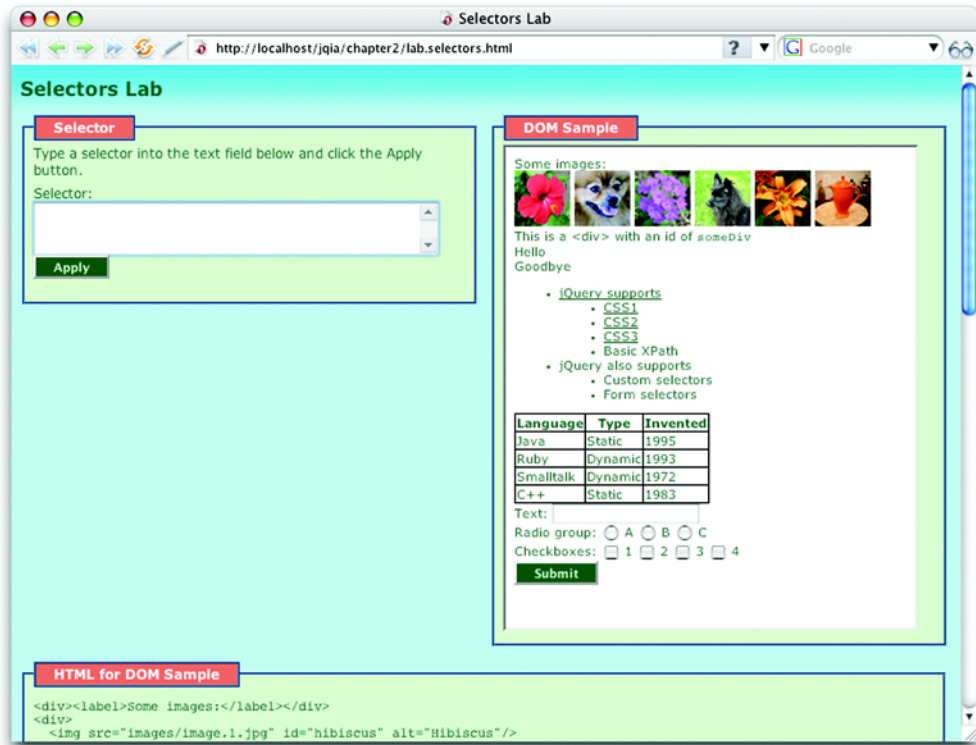 Selectors Lab
http://localhost/jqia/chapter2/lab.selectors.html
?
G Google
Selectors Lab
Selector
Type a selector into the text field below and click the Apply
button.
Selector:
Apply
DOM Sample
Some images:
This is a <div> with an id of someDiv
Hello
Goodbye
• jQuery supports
• CSS1
• CSS2
• CSS3
• Basic XPath
• jQuery also supports
• Custom selectors
• Form selectors
Language Type Invented
Java Static 1995
Ruby Dynamic 1993
Smalltalk Dynamic 1972
C++ Static 1983
Text:
Radio group: A B C
Checkboxes: 1 2 3 4
Submit
HTML for DOM Sample
<div><label>Some images:</label></div>
<div>
<img src="images/image.1.jpg" id="hibiscus" alt="Hibiscus"/>